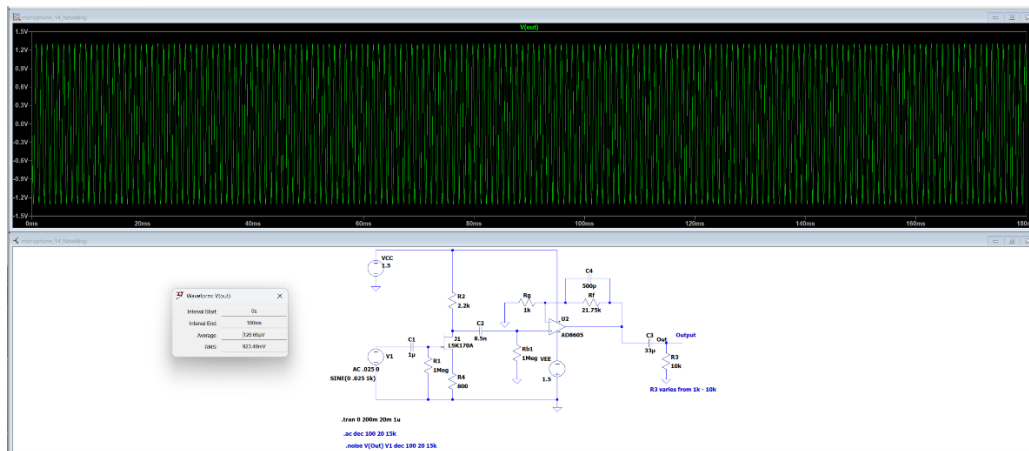 V(out)
1.5V
1.2V
0.9V
0.6V
0.3V
0.0V
-0.3V
-0.6V
-0.9V
-1.2V
-1.5V
0ms 20ms 40ms 60ms 80ms 100ms 120ms 140ms 160ms
Waveform: V(out)
Interval Start: 0s
Interval End: 180ms
Average:
RMS:
VCC
1.5
R2
2.2k
C1
1µ
V1
AC .025 0
SINE(0 .025 1k)
R1
1Meg
J1
LSK170A
R4
800
C2
8.5n
Rb1
1Meg
Rg
1k
C4
500p
Rf
21.75k
U2
AD8605
VEE
1.5
C3
33µ
Out
Output
R3
10k
R3 varies from 1k - 10k
.tran 0 200m 20m 1u
.ac dec 100 20 15k
.noise V(Out) V1 dec 100 20 15k